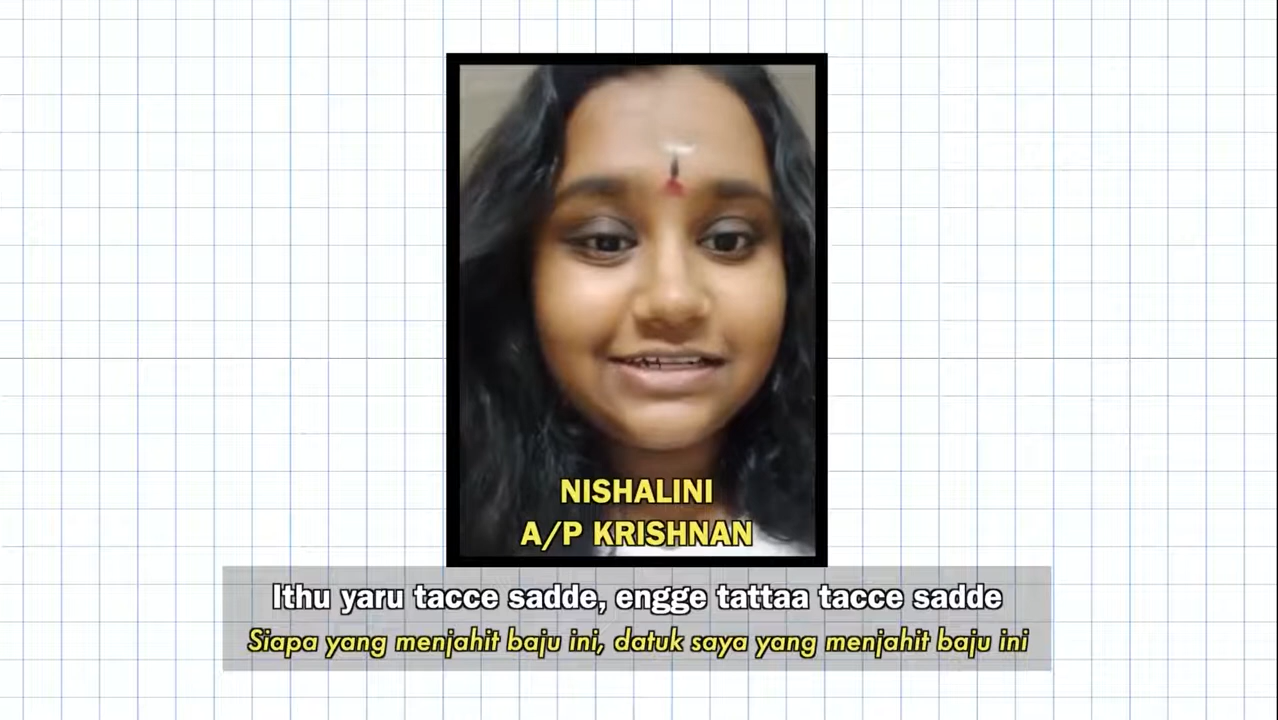 NISHALINI
A/P KRISHNAN
Ithu yaru tacce sadde, engge tattaa tacce sadde
Siapa yang menjahit baju ini, datuk saya yang menjahit baju ini